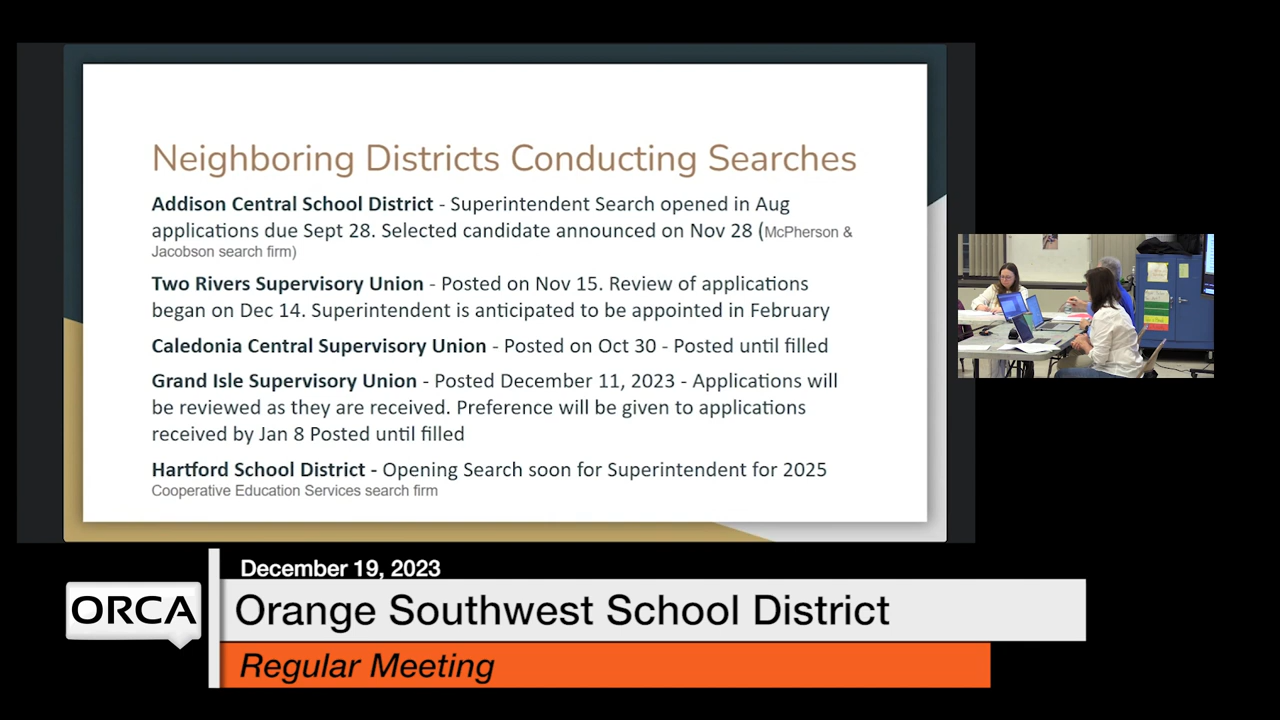 Neighboring Districts Conducting Searches
Addison Central School District - Superintendent Search opened in Aug
applications due Sept 28. Selected candidate announced on Nov 28 (McPherson &
Jacobson search firm)
Two Rivers Supervisory Union - Posted on Nov 15. Review of applications
began on Dec 14. Superintendent is anticipated to be appointed in February
Caledonia Central Supervisory Union - Posted on Oct 30 - Posted until filled
Grand Isle Supervisory Union - Posted December 11, 2023 - Applications will
be reviewed as they are received. Preference will be given to applications
received by Jan 8 Posted until filled
Hartford School District - Opening Search soon for Superintendent for 2025
Cooperative Education Services search firm
December 19, 2023
ORCA
Orange Southwest School District
Regular Meeting